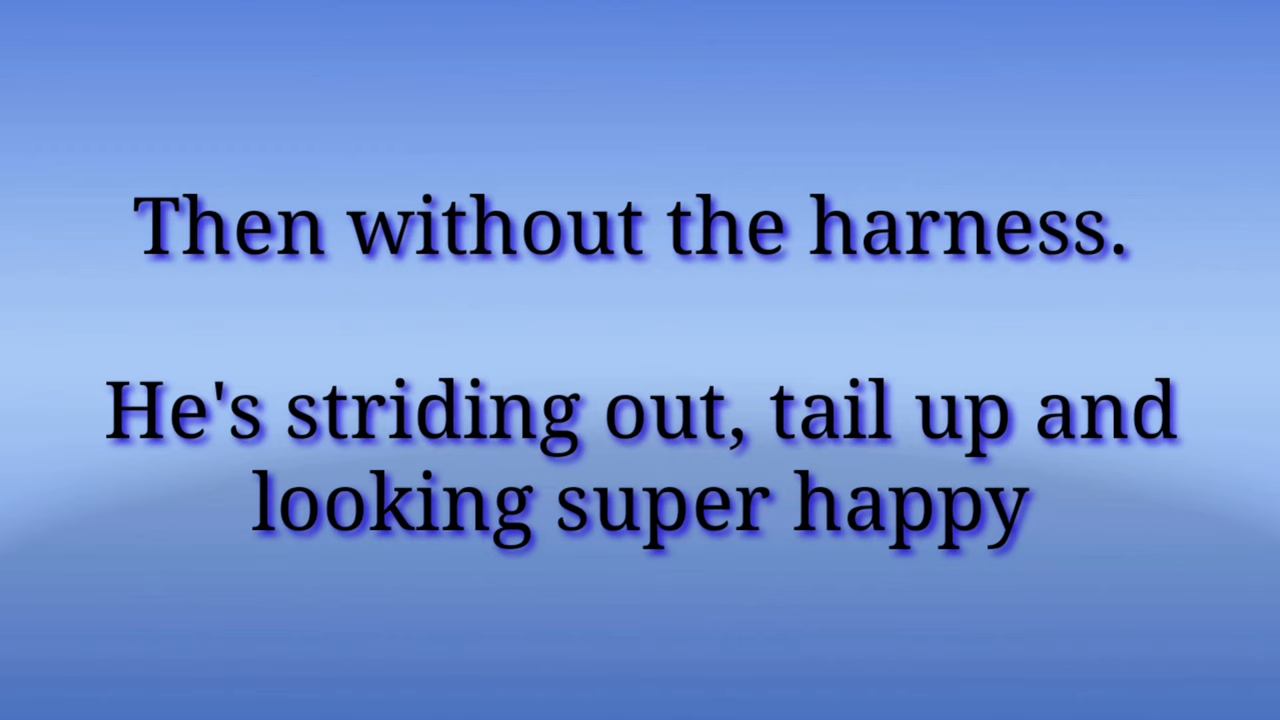 Then without the harness.
He's striding out, tail up and
looking super happy